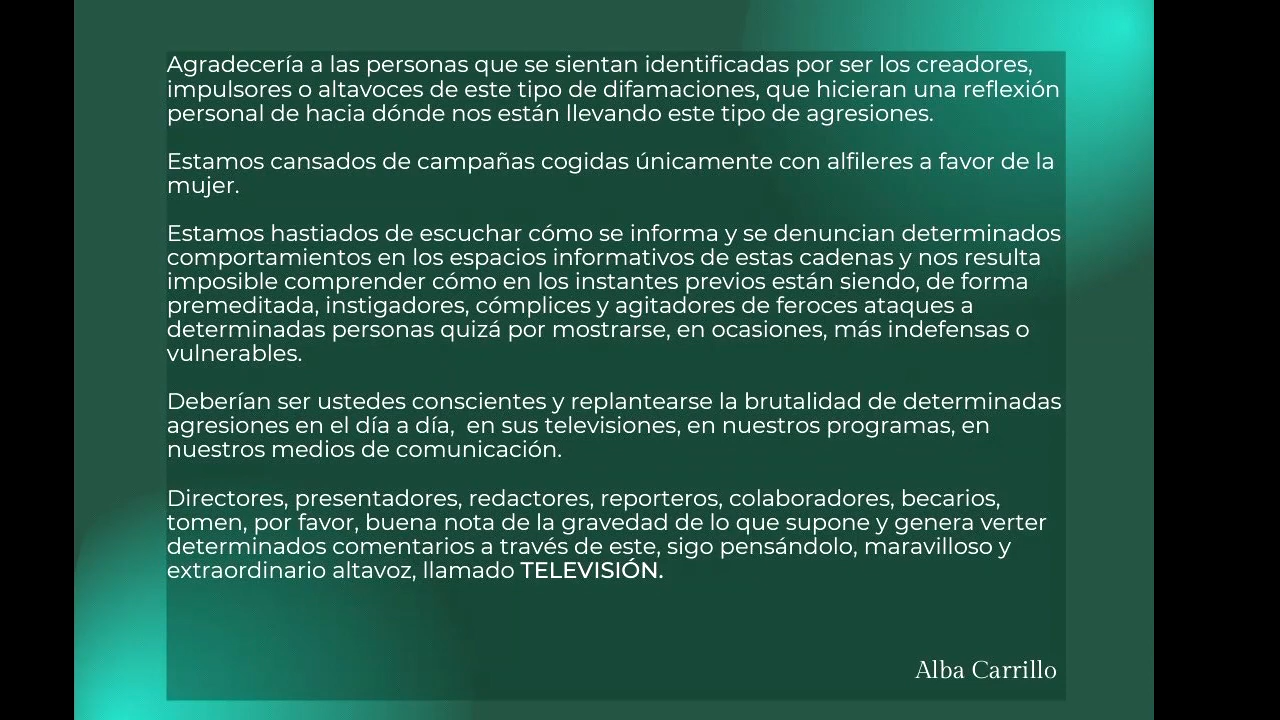 Agradecería a las personas que se sientan identificadas por ser los creadores,
impulsores o altavoces de este tipo de difamaciones, que hicieran una reflexión
personal de hacia dónde nos están llevando este tipo de agresiones.
Estamos cansados de campañas cogidas únicamente con alfileres a favor de la
mujer.
Estamos hastiados de escuchar cómo se informa y se denuncian determinados
comportamientos en los espacios informativos de estas cadenas y nos resulta
imposible comprender cómo en los instantes previos están siendo, de forma
premeditada, instigadores, cómplices y agitadores de feroces ataques a
determinadas personas quizá por mostrarse, en ocasiones, más indefensas o
vulnerables.
Deberían ser ustedes conscientes y replantearse la brutalidad de determinadas
agresiones en el día a día,  en sus televisiones, en nuestros programas, en
nuestros medios de comunicación.
Directores, presentadores, redactores, reporteros, colaboradores, becarios,
tomen, por favor, buena nota de la gravedad de lo que supone y genera verter
determinados comentarios a través de este, sigo pensándolo, maravilloso y
extraordinario altavoz, llamado TELEVISIÓN.
Alba Carrillo